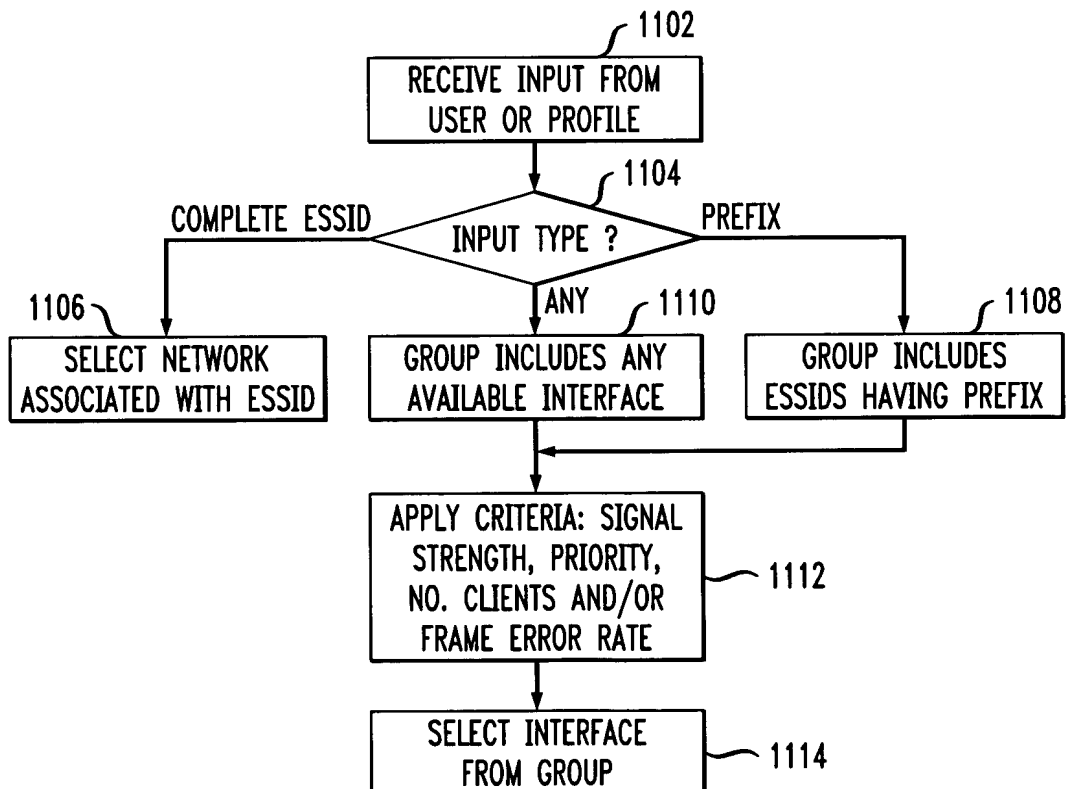 1102
RECEIVE INPUT FROM
USER OR PROFILE
1104
COMPLETE ESSID
INPUT TYPE ?
PREFIX
ANY
1106
SELECT NETWORK
ASSOCIATED WITH ESSID
1110
GROUP INCLUDES ANY
AVAILABLE INTERFACE
1108
GROUP INCLUDES
ESSIDS HAVING PREFIX
APPLY CRITERIA: SIGNAL
STRENGTH, PRIORITY,
NO. CLIENTS AND/OR
FRAME ERROR RATE
1112
SELECT INTERFACE
FROM GROUP
1114